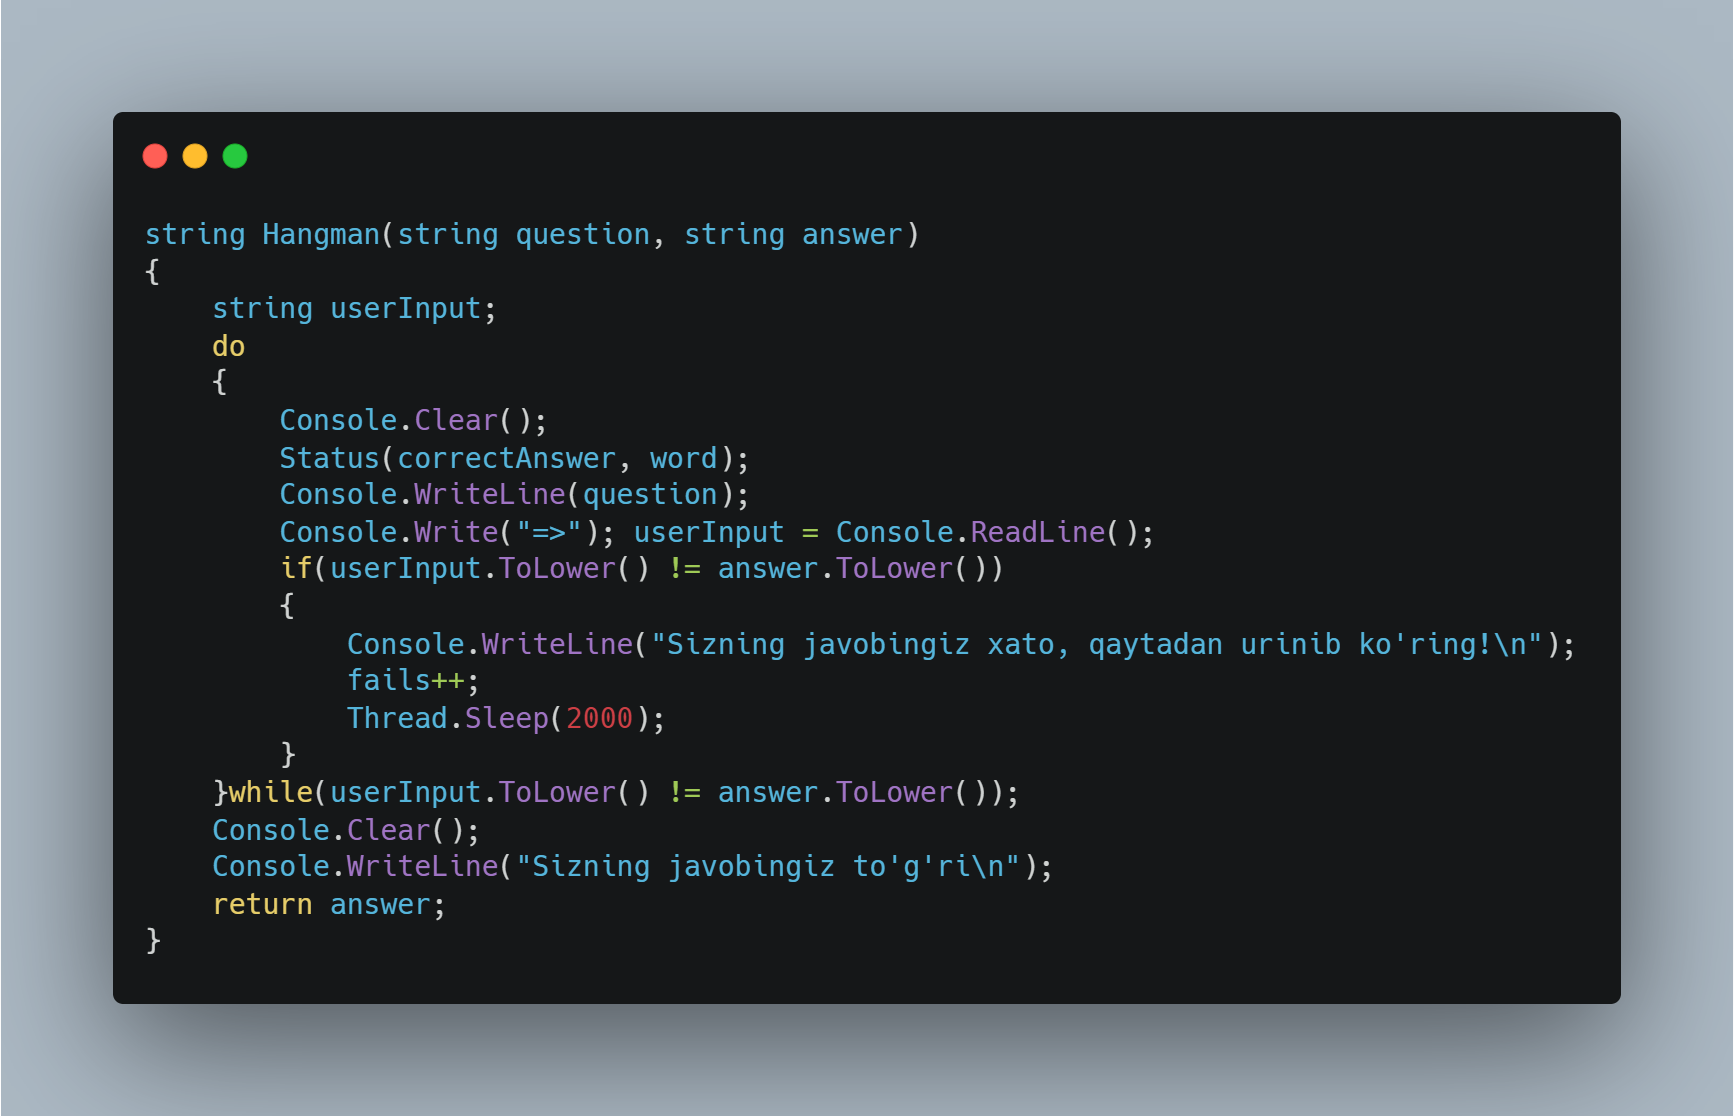 string Hangman(string question, string answer)
{
    string userInput;
    do
    {
        Console.Clear();
        Status(correctAnswer, word);
        Console.WriteLine(question);
        Console.Write("=>"); userInput = Console.ReadLine();
        if(userInput.ToLower() != answer.ToLower())
        {
            Console.WriteLine("Sizning javobingiz xato, qaytadan urinib ko'ring!\n");
            fails++;
            Thread.Sleep(2000);
        }
    }while(userInput.ToLower() != answer.ToLower());
    Console.Clear();
    Console.WriteLine("Sizning javobingiz to'g'ri\n");
    return answer;
}